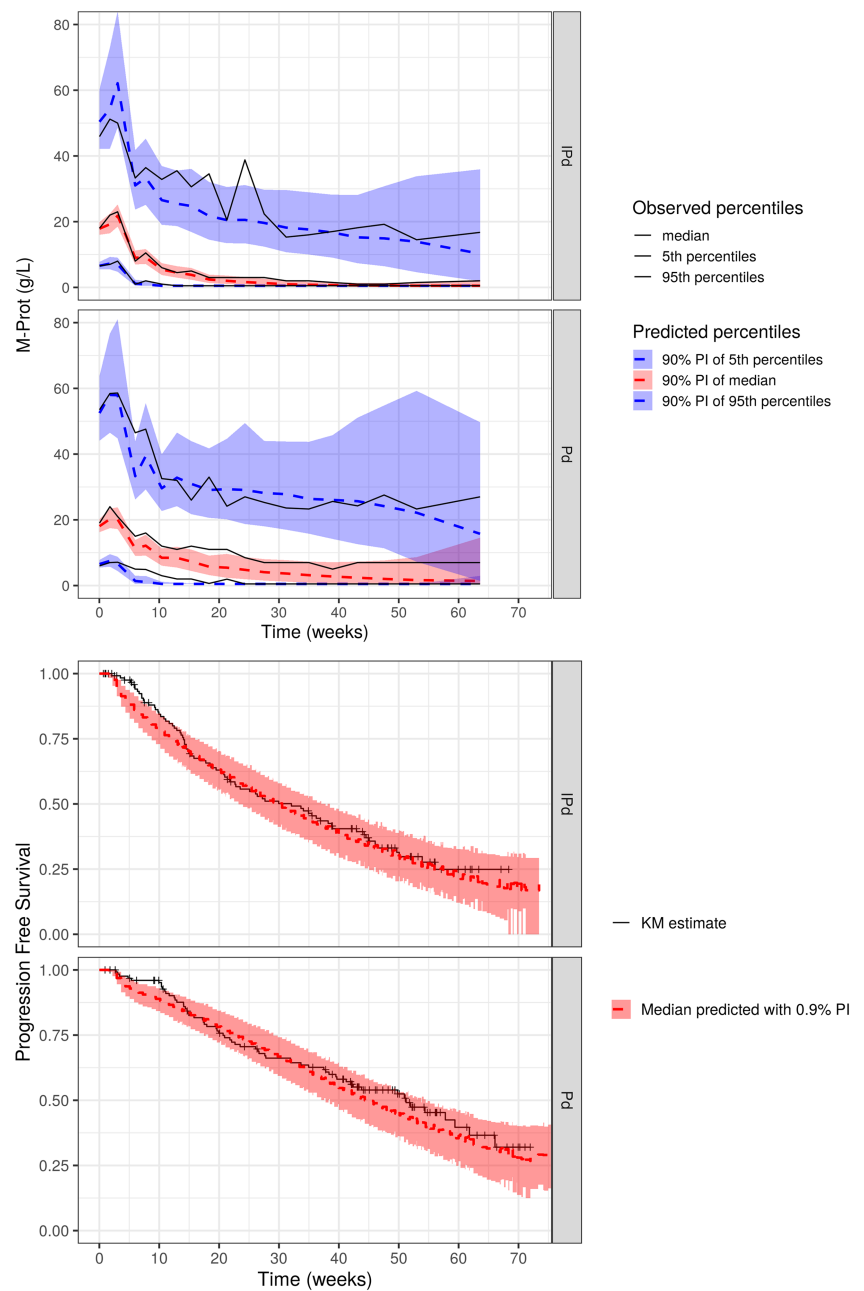 M-Prot (g/L)
80
60
40
20
0
IPd
80
60
40
20
0
Pd
0 10 20 30 40 50 60 70
Time (weeks)
Observed percentiles
median
5th percentiles
95th percentiles
Predicted percentiles
90% PI of 5th percentiles
90% PI of median
90% PI of 95th percentiles
Progression Free Survival
1.00
0.75
0.50
0.25
0.00
IPd
1.00
0.75
0.50
0.25
0.00
Pd
0 10 20 30 40 50 60 70
Time (weeks)
KM estimate
Median predicted with 0.9% PI